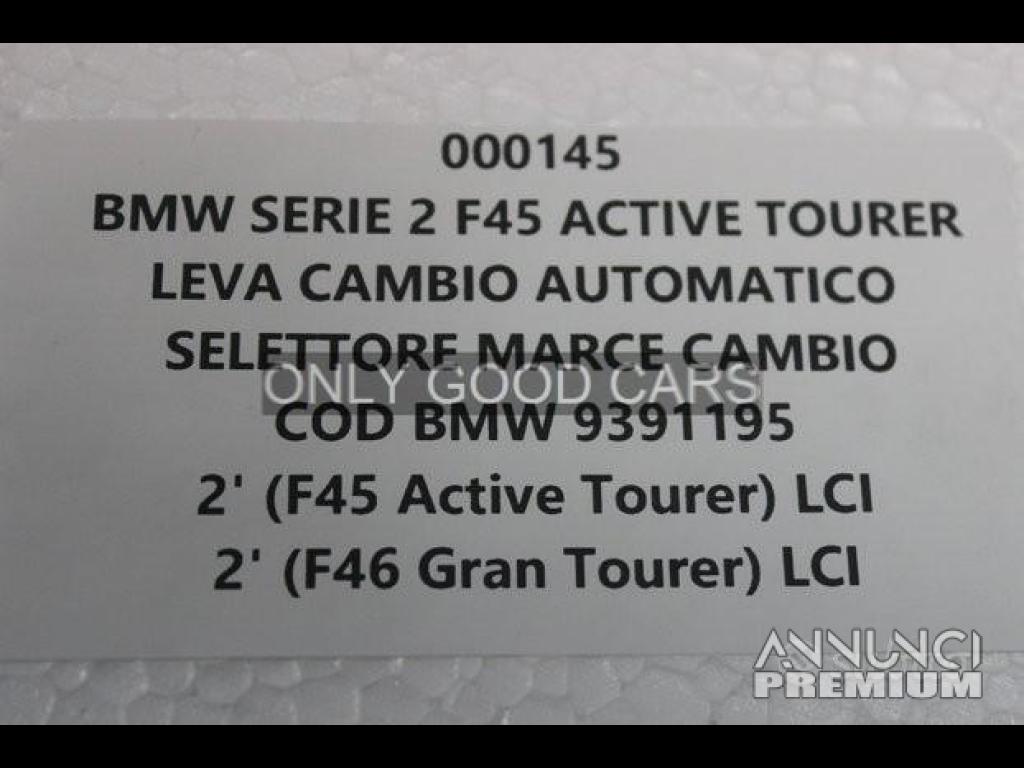 000145
BMW SERIE 2 F45 ACTIVE TOURER
LEVA CAMBIO AUTOMATICO
SELETTORE MARCE CAMBIO
ONLY GOOD CARS
COD BMW 9391195
2' (F45 Active Tourer) LCI
2' (F46 Gran Tourer) LCI
ANNUNCI
PREMIUM